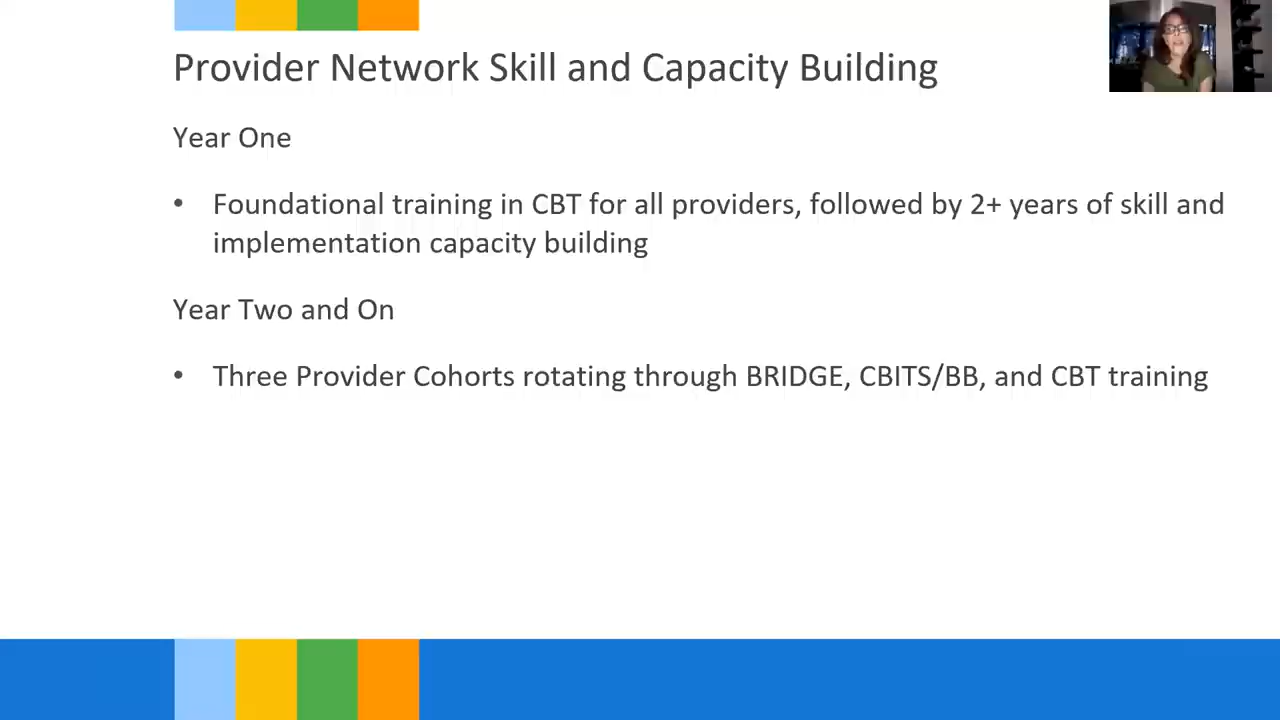 Provider Network Skill and Capacity Building
Year One
• Foundational training in CBT for all providers, followed by 2+ years of skill and
implementation capacity building
Year Two and On
• Three Provider Cohorts rotating through BRIDGE, CBITS/BB, and CBT training